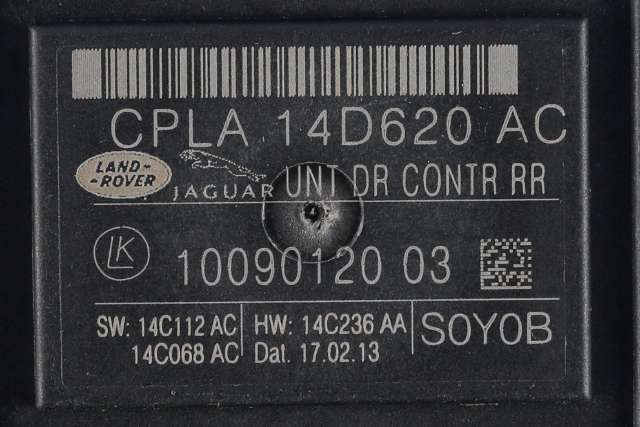 CPLA 14D620 AC
LAND-
-ROVER
JAGUAR
UNT DR CONTR RR
LK
10090120 03
SW: 14C112 AC
14C068 AC
HW: 14C236 AA
Dat. 17.02.13
SOYOB